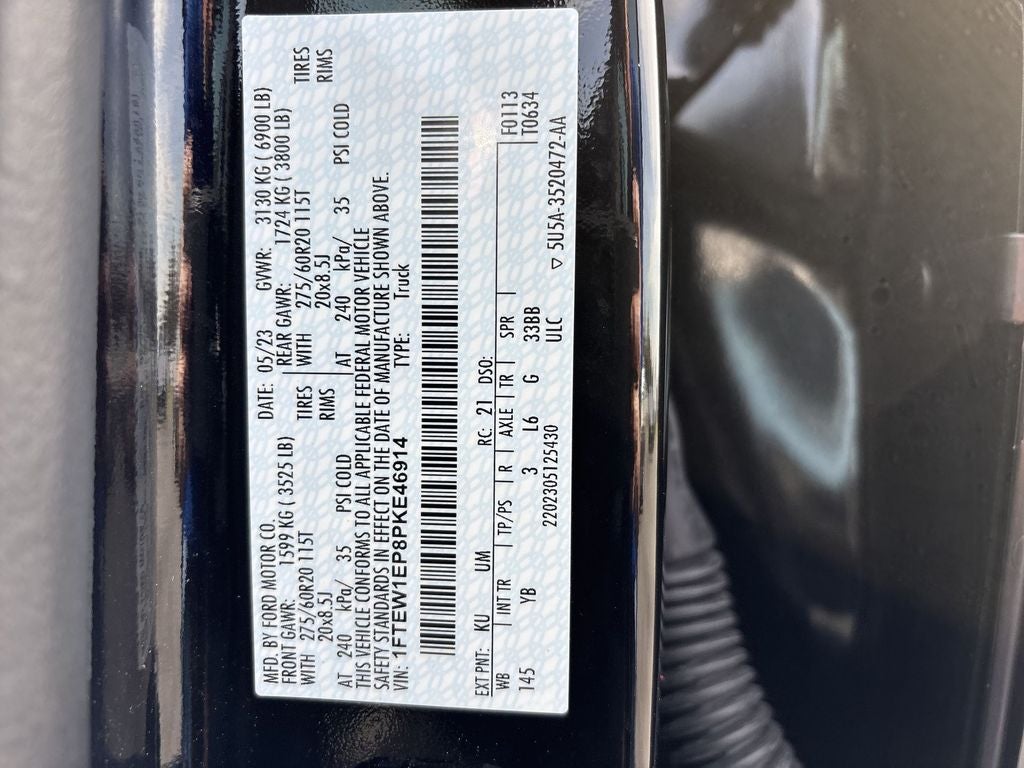 MFD. BY FORD MOTOR CO.
DATE: 05/23 GVWR: 3130 KG ( 6900 LB)
FRONT GAWR: 1599 KG ( 3525 LB) REAR GAWR: 1724 KG ( 3800 LB)
WITH 275/60R20 115T TIRES WITH 275/60R20 115T TIRES
20x8.5J RIMS 20x8.5J RIMS
AT 240 kPa/ 35 PSI COLD AT 240 kPa/ 35 PSI COLD
THIS VEHICLE CONFORMS TO ALL APPLICABLE FEDERAL MOTOR VEHICLE
SAFETY STANDARDS IN EFFECT ON THE DATE OF MANUFACTURE SHOWN ABOVE.
VIN: 1FTEW1EP8PKE46914 TYPE: Truck
EXT PNT: KU UM RC: 21 DSO:
WB INT TR TP/PS R AXLE TR SPR F0113
145 YB 3 L6 G 33BB T0634
2202305125430 ULC ▽ 5U5A-3520472-AA